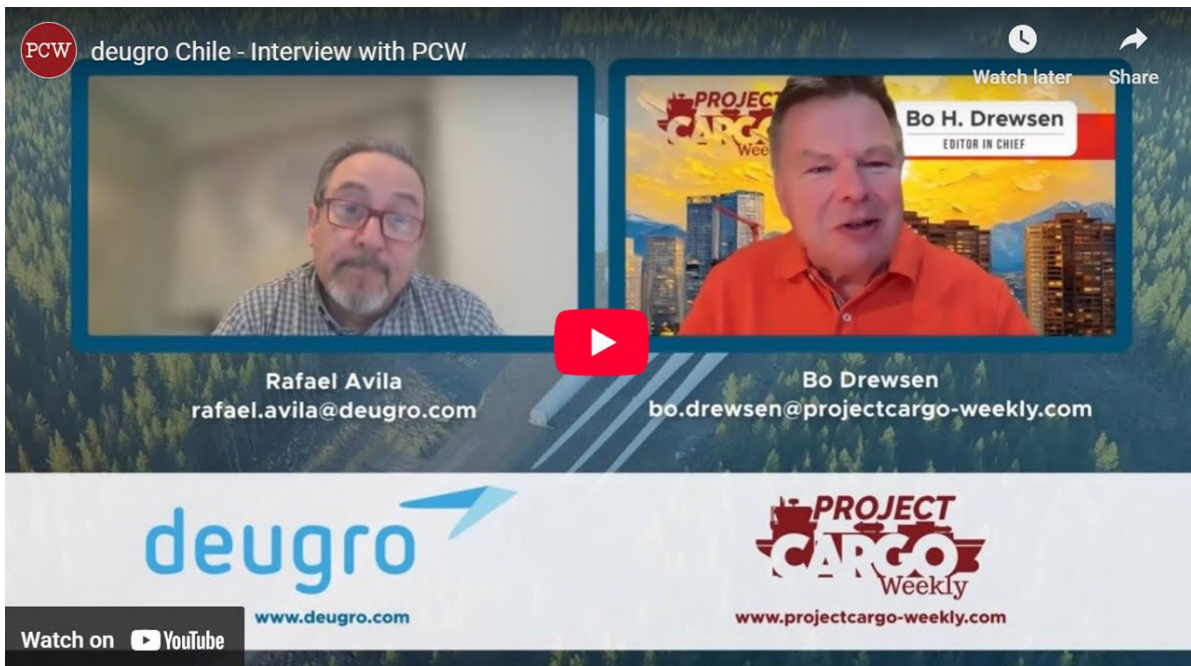 PCW
deugro Chile - Interview with PCW
Watch later
Share
PROJECT
CARGO
Weekly
Bo H. Drewsen
EDITOR IN CHIEF
Rafael Avila
rafael.avila@deugro.com
Bo Drewsen
bo.drewsen@projectcargo-weekly.com
deugro
www.deugro.com
PROJECT
CARGO
Weekly
www.projectcargo-weekly.com
Watch on YouTube